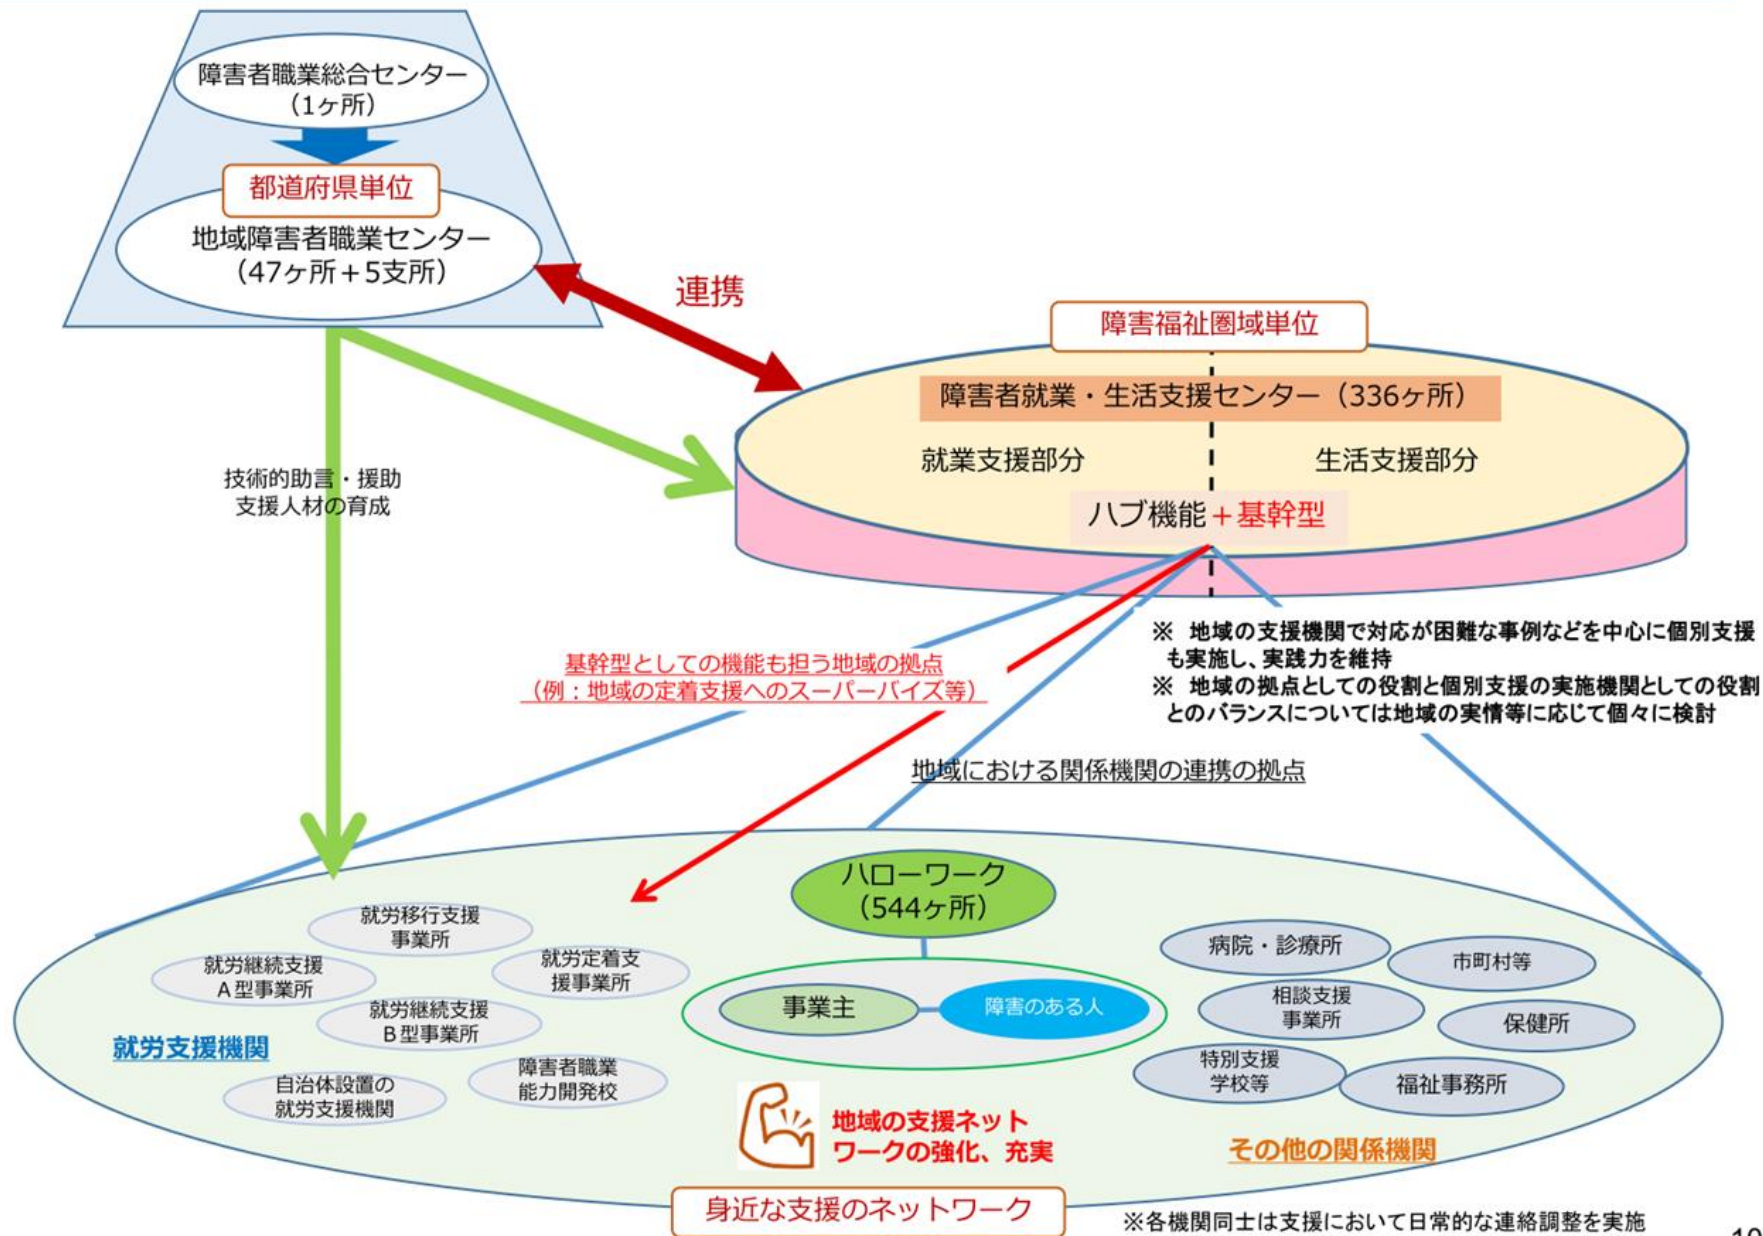 障害者職業総合センター
（1ヶ所）
都道府県単位
地域障害者職業センター
（47ヶ所＋5支所）
連携
障害福祉圏域単位
障害者就業・生活支援センター（336ヶ所）
就業支援部分
生活支援部分
ハブ機能＋基幹型
技術的助言・援助
支援人材の育成
※　地域の支援機関で対応が困難な事例などを中心に個別支援
も実施し、実践力を維持
※　地域の拠点としての役割と個別支援の実施機関としての役割
とのバランスについては地域の実情等に応じて個々に検討
基幹型としての機能も担う地域の拠点
（例：地域の定着支援へのスーパーバイズ等）
地域における関係機関の連携の拠点
ハローワーク
（544ヶ所）
事業主
障害のある人
就労移行支援
事業所
就労継続支援
A型事業所
就労定着支
援事業所
就労継続支援
B型事業所
就労支援機関
障害者職業
能力開発校
自治体設置の
就労支援機関
病院・診療所
市町村等
相談支援
事業所
保健所
特別支援
学校等
福祉事務所
その他の関係機関
地域の支援ネット
ワークの強化、充実
身近な支援のネットワーク
※各機関同士は支援において日常的な連絡調整を実施